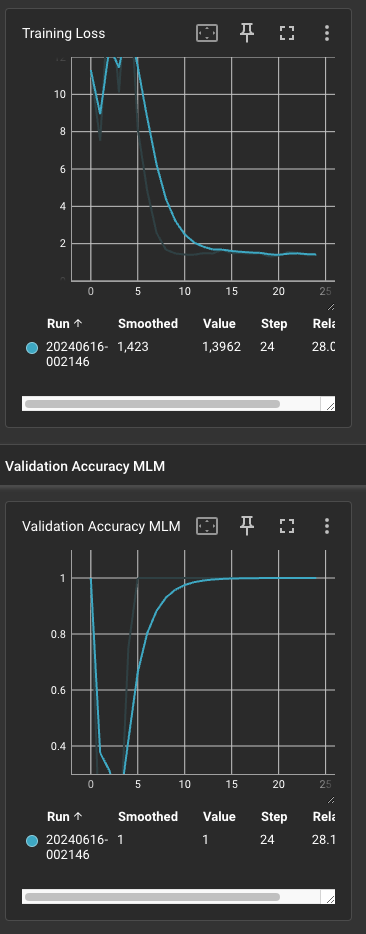 Training Loss
12
10
8
6
4
2
0
0 5 10 15 20 25
Run ↑ Smoothed Value Step Rela
20240616-
002146 1,423 1,3962 24 28.0
Validation Accuracy MLM
Validation Accuracy MLM
1
0.8
0.6
0.4
0 5 10 15 20 25
Run ↑ Smoothed Value Step Rela
20240616-
002146 1 1 24 28.1